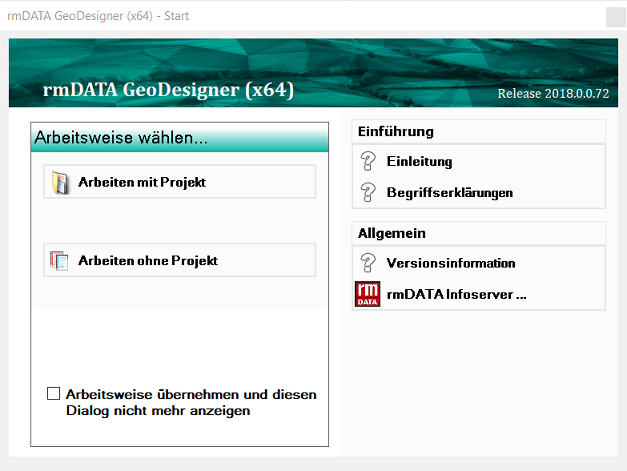 rmDATA GeoDesigner (x64) - Start
rmDATA GeoDesigner (x64)
Release 2018.0.0.72
Arbeitsweise wählen...
Arbeiten mit Projekt
Arbeiten ohne Projekt
Arbeitsweise übernehmen und diesen
Dialog nicht mehr anzeigen
Einführung
Einleitung
Begriffserklärungen
Allgemein
Versionsinformation
rm
DATA
rmDATA Infoserver ...